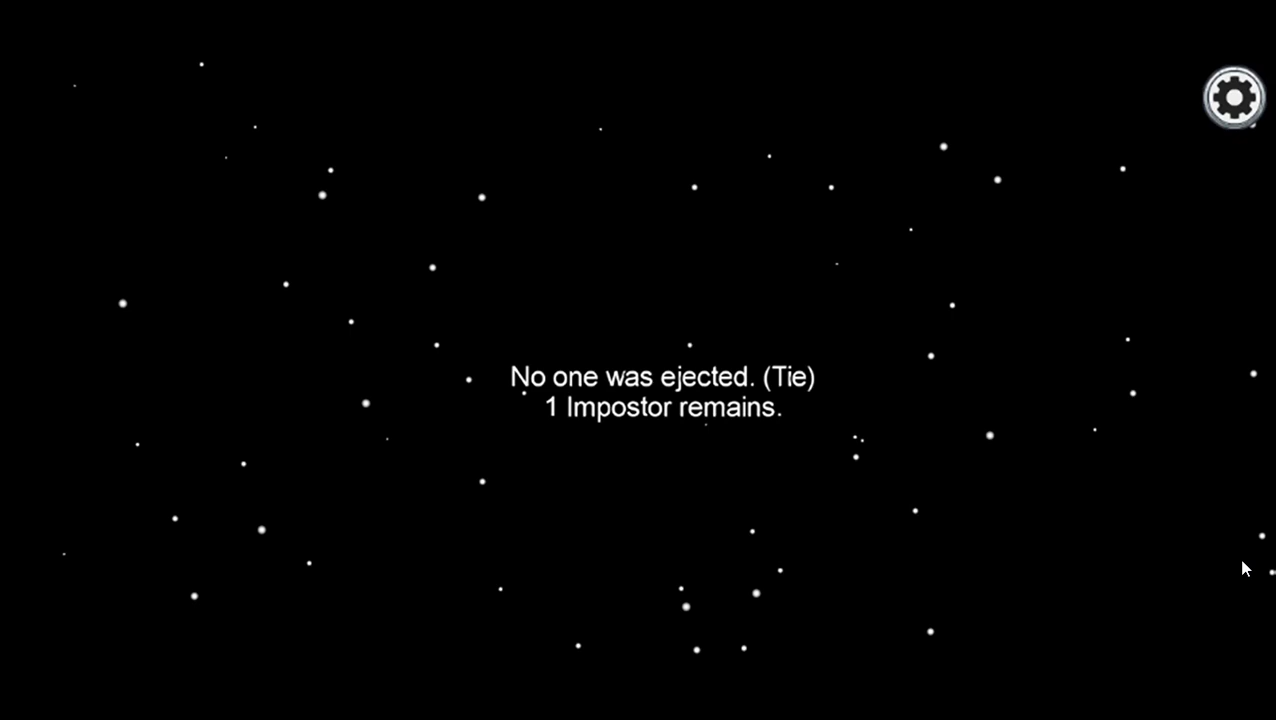 No one was ejected. (Tie)
1 Impostor remains.